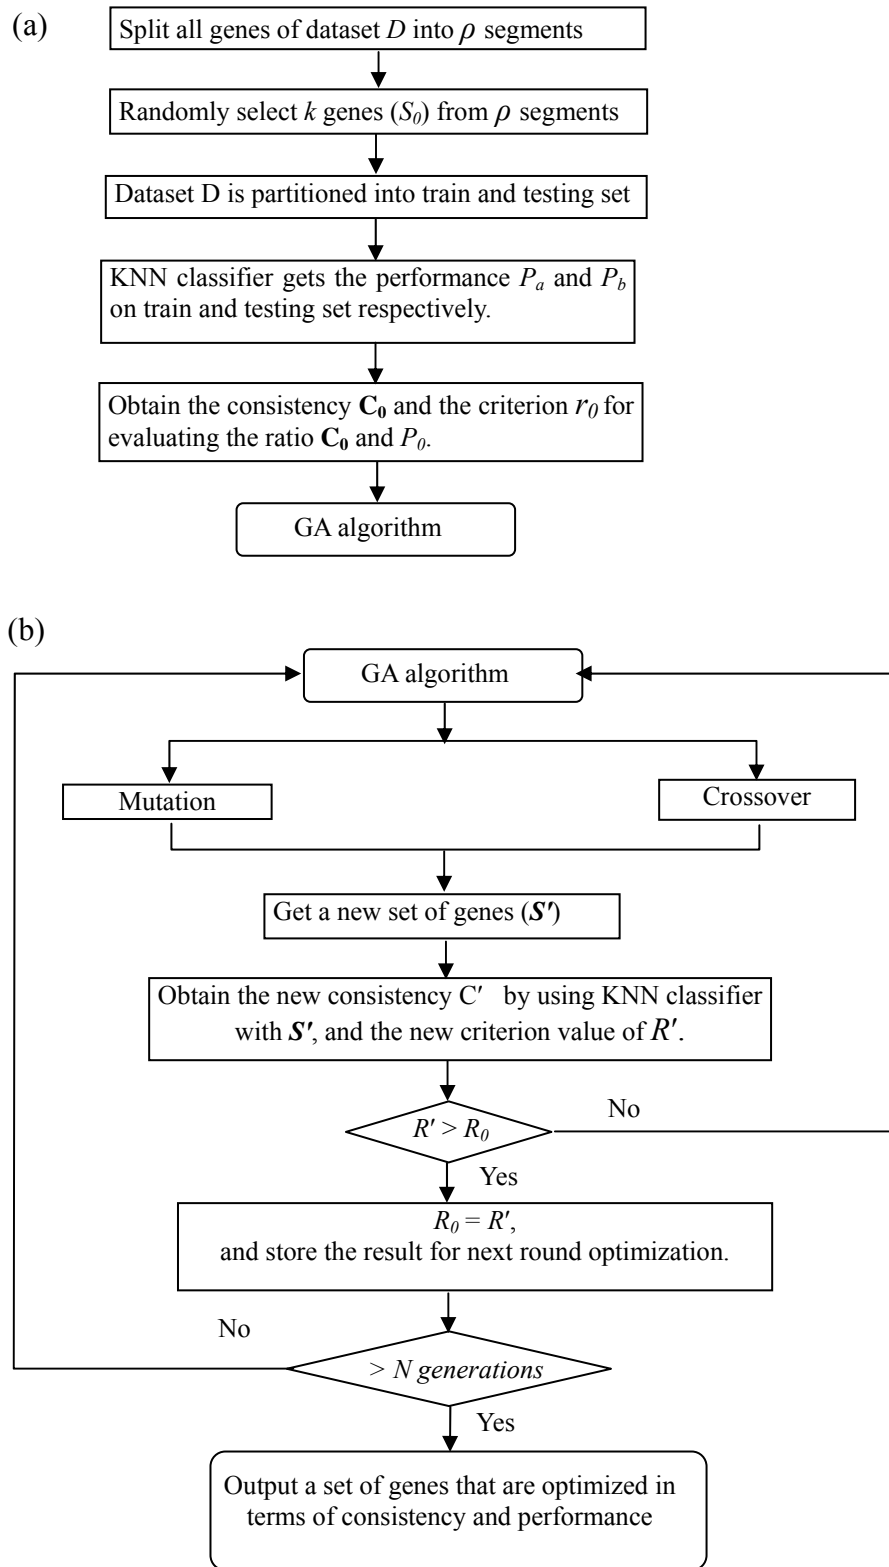 (a)
Split all genes of dataset D into ρ segments
Randomly select k genes (S0) from ρ segments
Dataset D is partitioned into train and testing set
KNN classifier gets the performance Pa and Pb
on train and testing set respectively.
Obtain the consistency C0 and the criterion r0 for
evaluating the ratio C0 and P0.
GA algorithm
(b)
GA algorithm
Mutation
Crossover
Get a new set of genes (S′)
Obtain the new consistency C′ by using KNN classifier
with S′, and the new criterion value of R′.
R′ > R0
No
Yes
R0 = R′,
and store the result for next round optimization.
No
> N generations
Yes
Output a set of genes that are optimized in
terms of consistency and performance